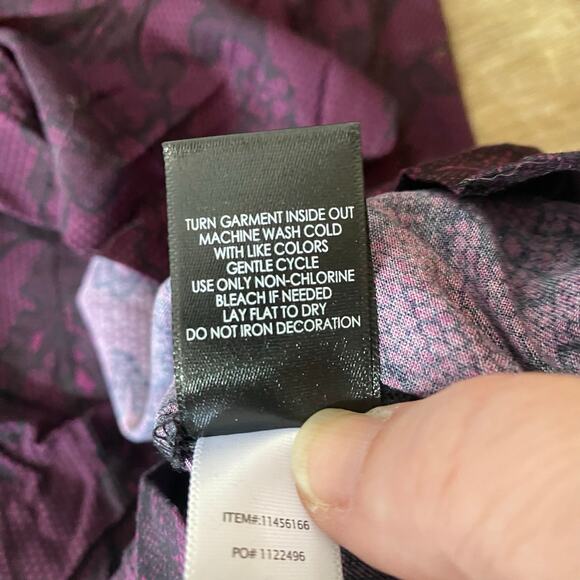 TURN GARMENT INSIDE OUT
MACHINE WASH COLD
WITH LIKE COLORS
GENTLE CYCLE
USE ONLY NON-CHLORINE
BLEACH IF NEEDED
LAY FLAT TO DRY
DO NOT IRON DECORATION
ITEM#:11456166
PO# 1122496